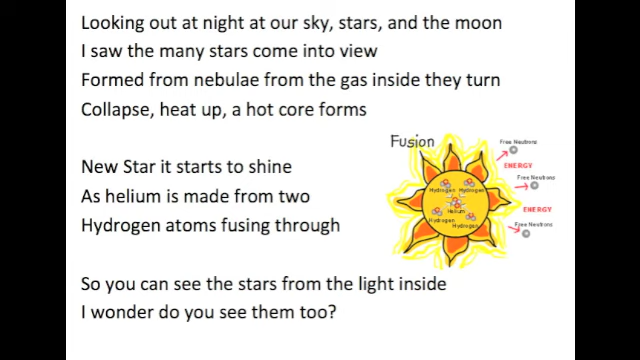 Looking out at night at our sky, stars, and the moon
I saw the many stars come into view
Formed from nebulae from the gas inside they turn
Collapse, heat up, a hot core forms
New Star it starts to shine
As helium is made from two
Hydrogen atoms fusing through
So you can see the stars from the light inside
I wonder do you see them too?
Fusion
Free Neutrons
ENERGY
Free Neutrons
ENERGY
Free Neutrons
Hydrogen Hydrogen
Helium
Hydrogen
Hydrogen